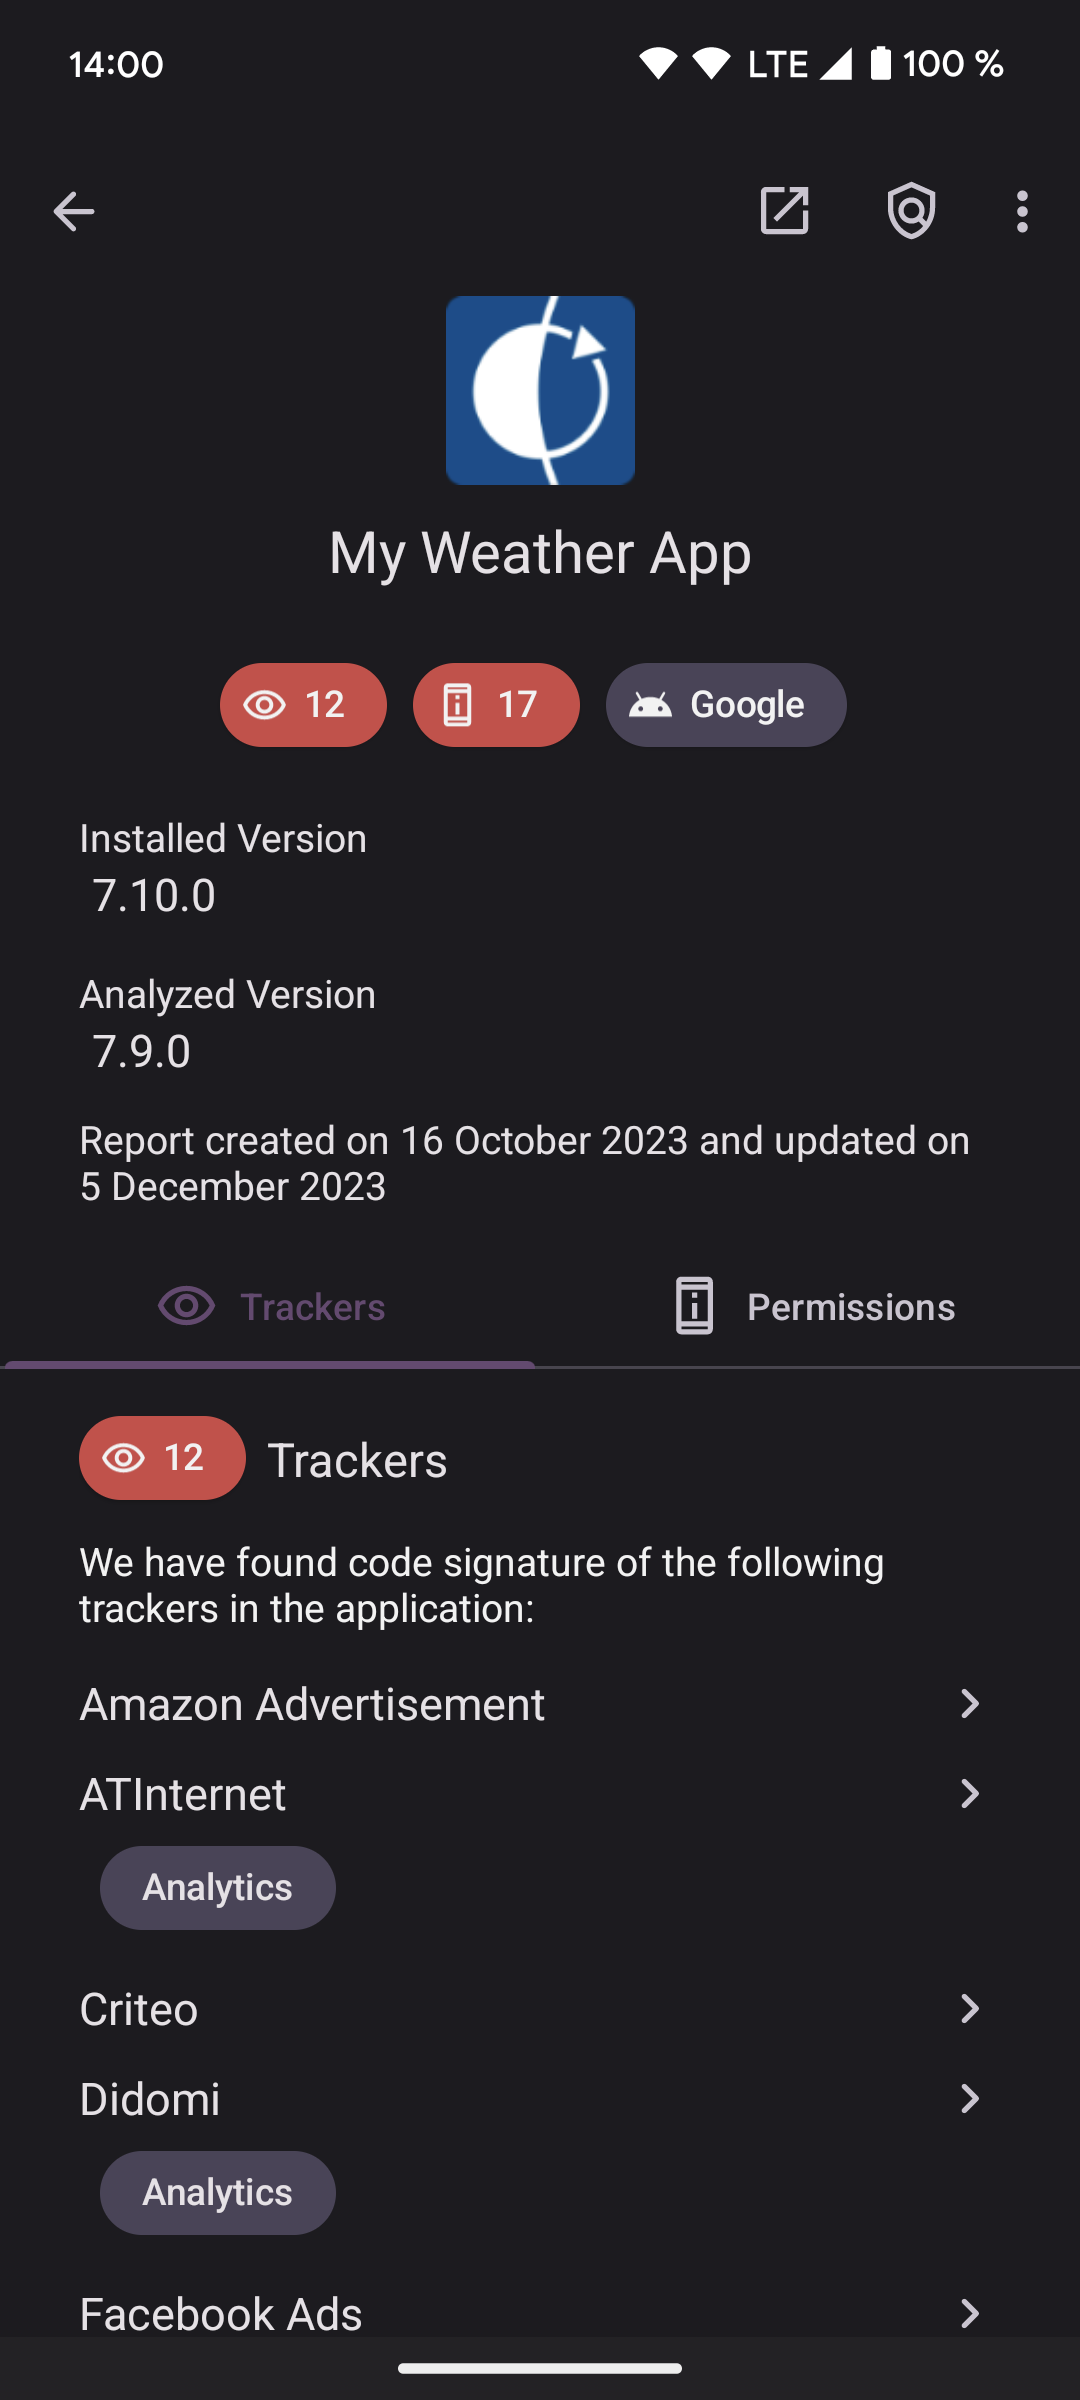 14:00
LTE 100 %
My Weather App
12 17 Google
Installed Version
7.10.0
Analyzed Version
7.9.0
Report created on 16 October 2023 and updated on
5 December 2023
Trackers Permissions
12 Trackers
We have found code signature of the following
trackers in the application:
Amazon Advertisement
ATInternet
Analytics
Criteo
Didomi
Analytics
Facebook Ads